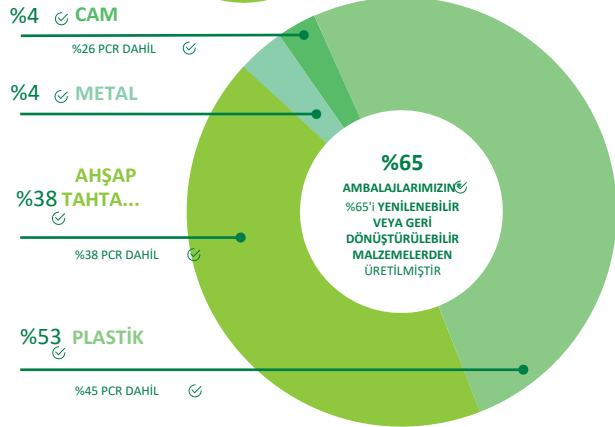 %4 CAM
%26 PCR DAHİL
%4 METAL
%38 AHŞAP
TAHTA...
%38 PCR DAHİL
%53 PLASTİK
%45 PCR DAHİL
%65
AMBALAJLARIMIZIN
%65'i YENİLENEBİLİR
VEYA GERİ
DÖNÜŞTÜRÜLEBİLİR
MALZEMELERDEN
ÜRETİLMİŞTİR